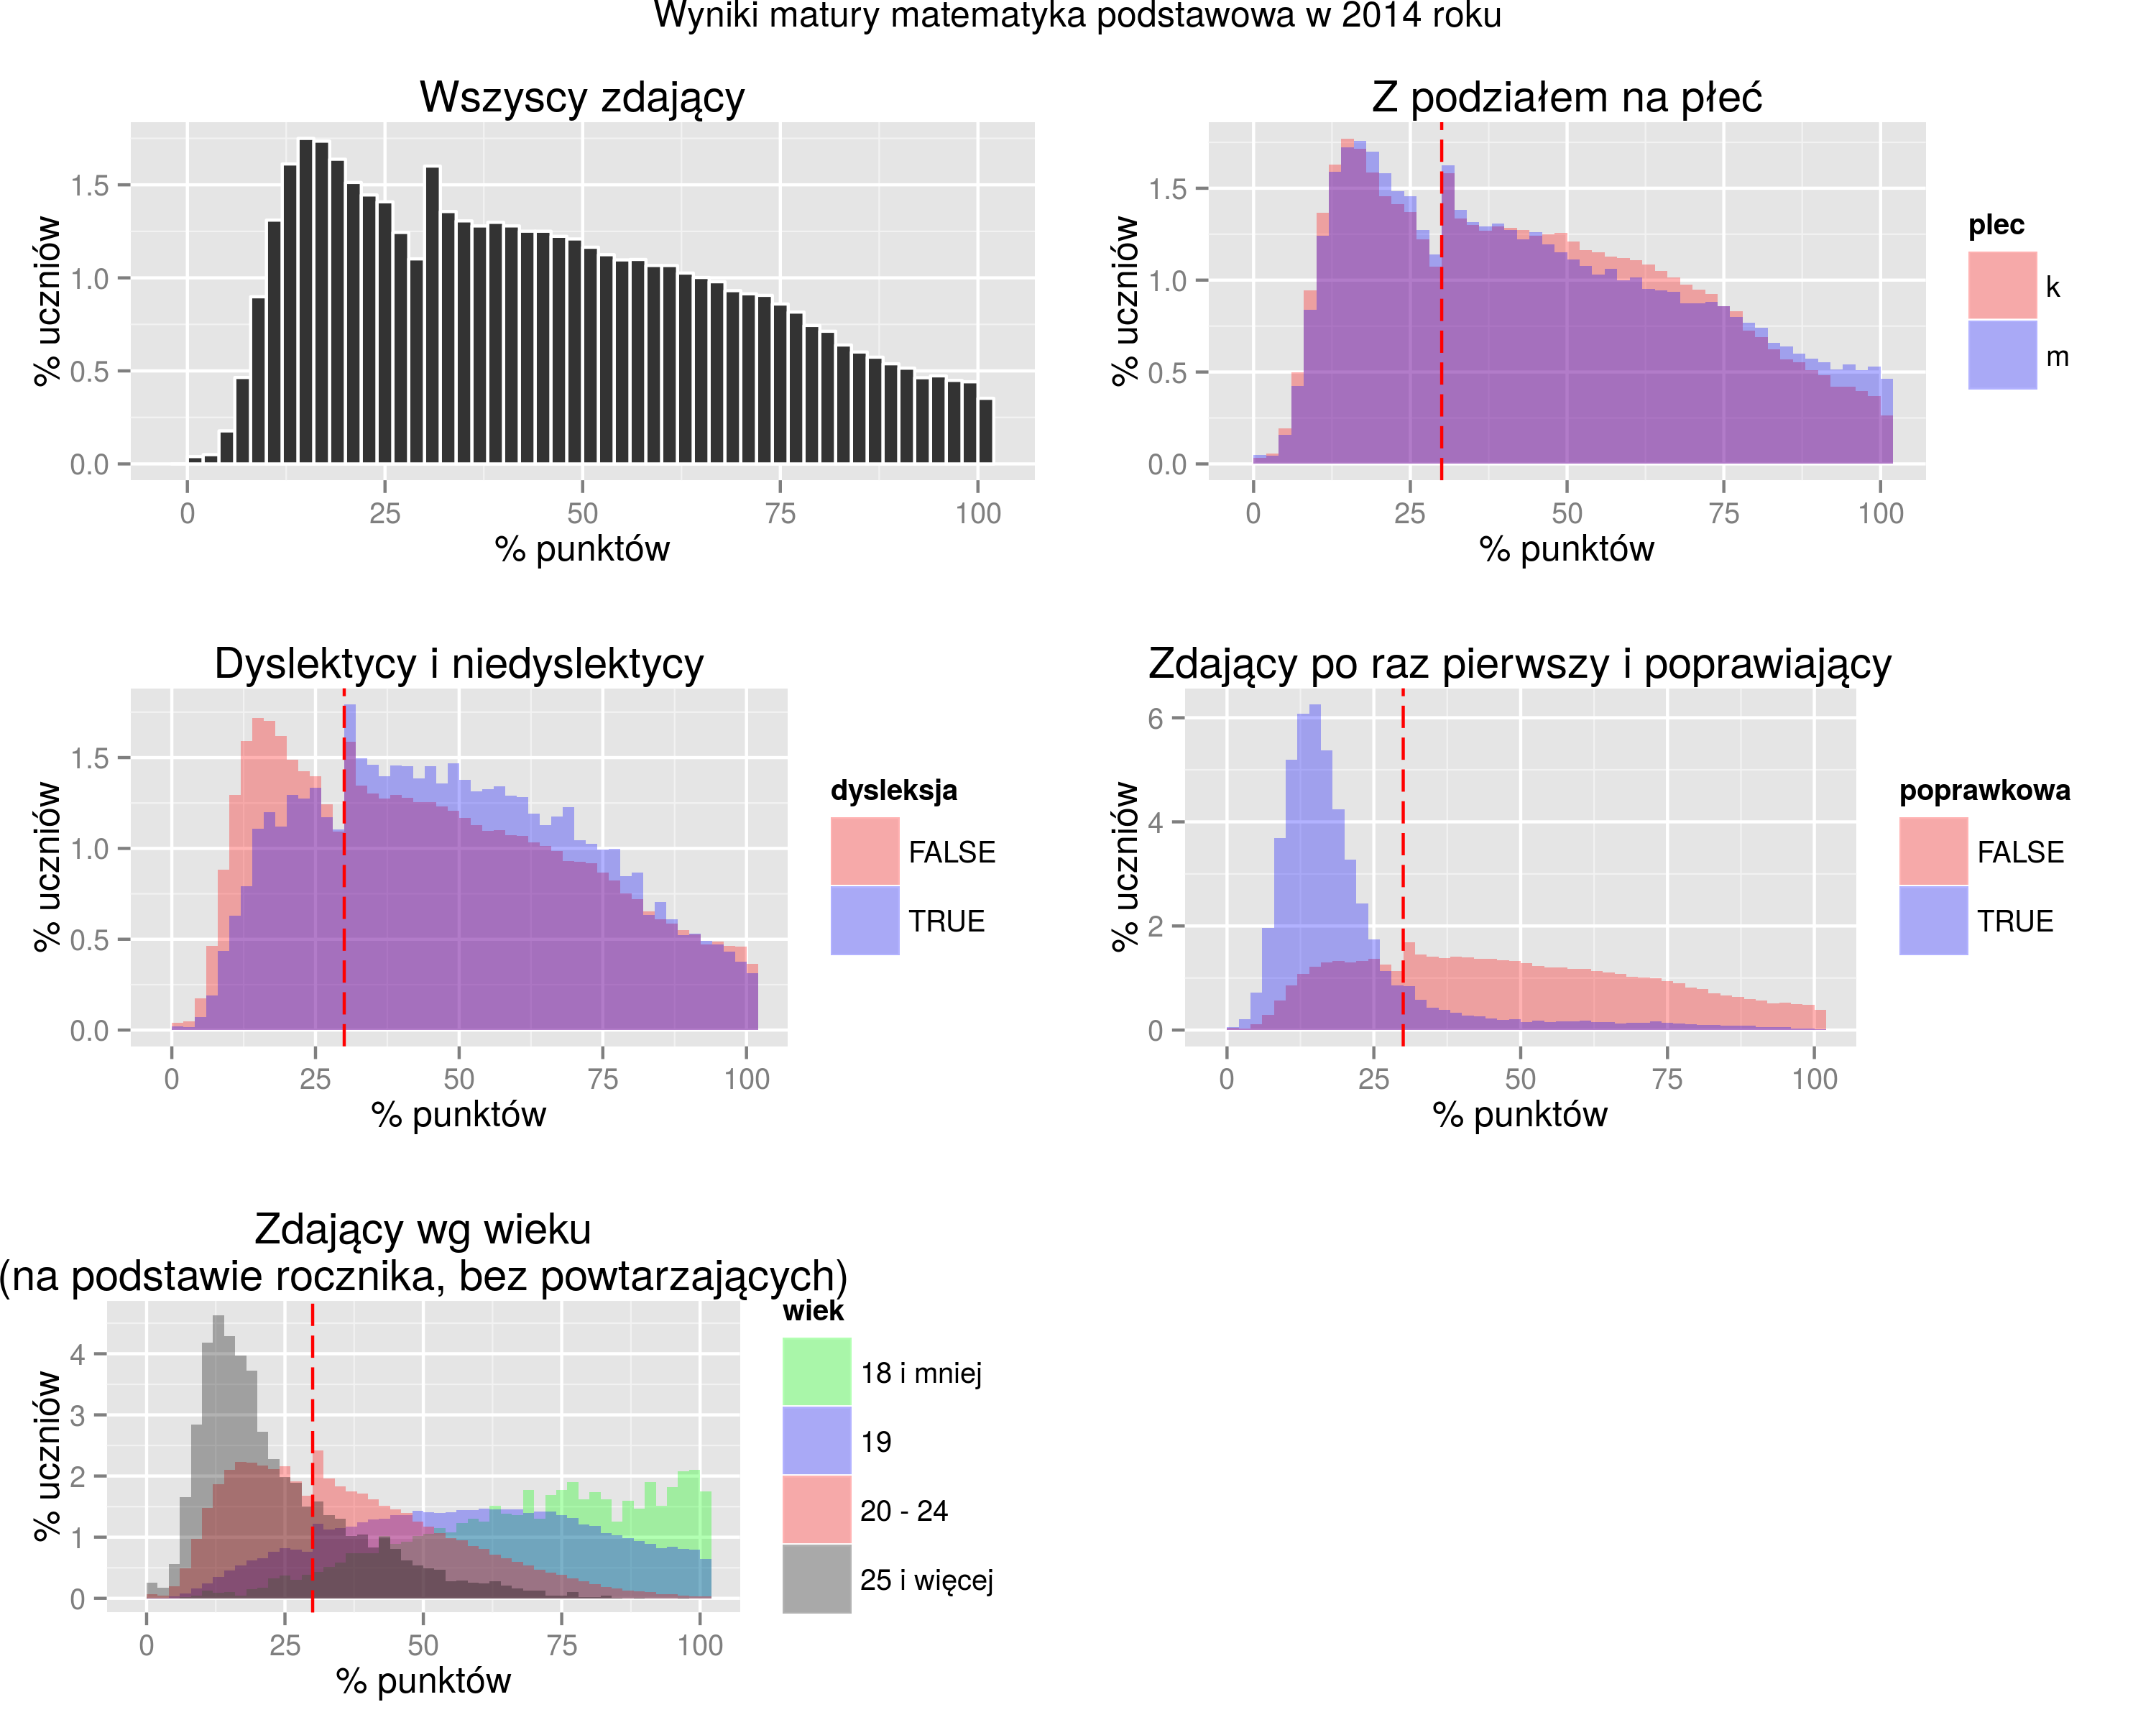 Wyniki matury matematyka podstawowa w 2014 roku
Wszyscy zdający
% uczniów
1.5
1.0
0.5
0.0
0 25 50 75 100
% punktów
Z podziałem na płeć
% uczniów
1.5
1.0
0.5
0.0
0 25 50 75 100
% punktów
plec
k
m
Dyslektycy i niedyslektycy
% uczniów
1.5
1.0
0.5
0.0
0 25 50 75 100
% punktów
dysleksja
FALSE
TRUE
Zdający po raz pierwszy i poprawiający
% uczniów
6
4
2
0
0 25 50 75 100
% punktów
poprawkowa
FALSE
TRUE
Zdający wg wieku
(na podstawie rocznika, bez powtarzających)
% uczniów
4
3
2
1
0
0 25 50 75 100
% punktów
wiek
18 i mniej
19
20 - 24
25 i więcej